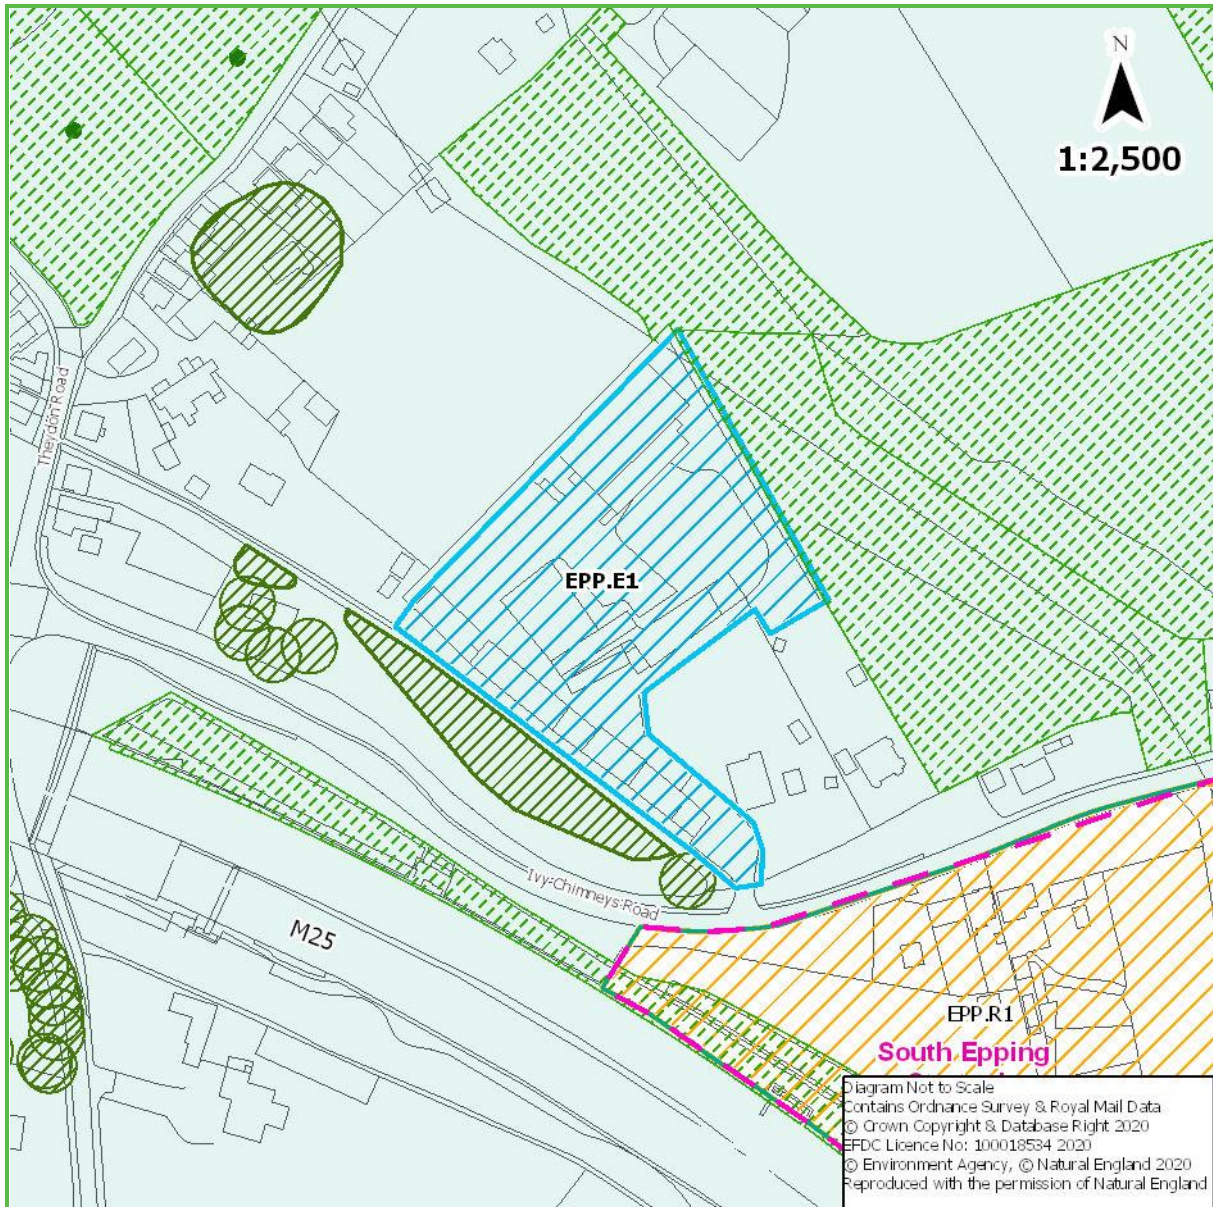 N
1:2,500
Theydon Road
EPP.E1
Ivy Chimneys Road
M25
EPP.R1
South Epping
Diagram Not to Scale
Contains Ordnance Survey & Royal Mail Data
© Crown Copyright & Database Right 2020
EFDC Licence No: 100018534 2020
© Environment Agency, © Natural England 2020
Reproduced with the permission of Natural England